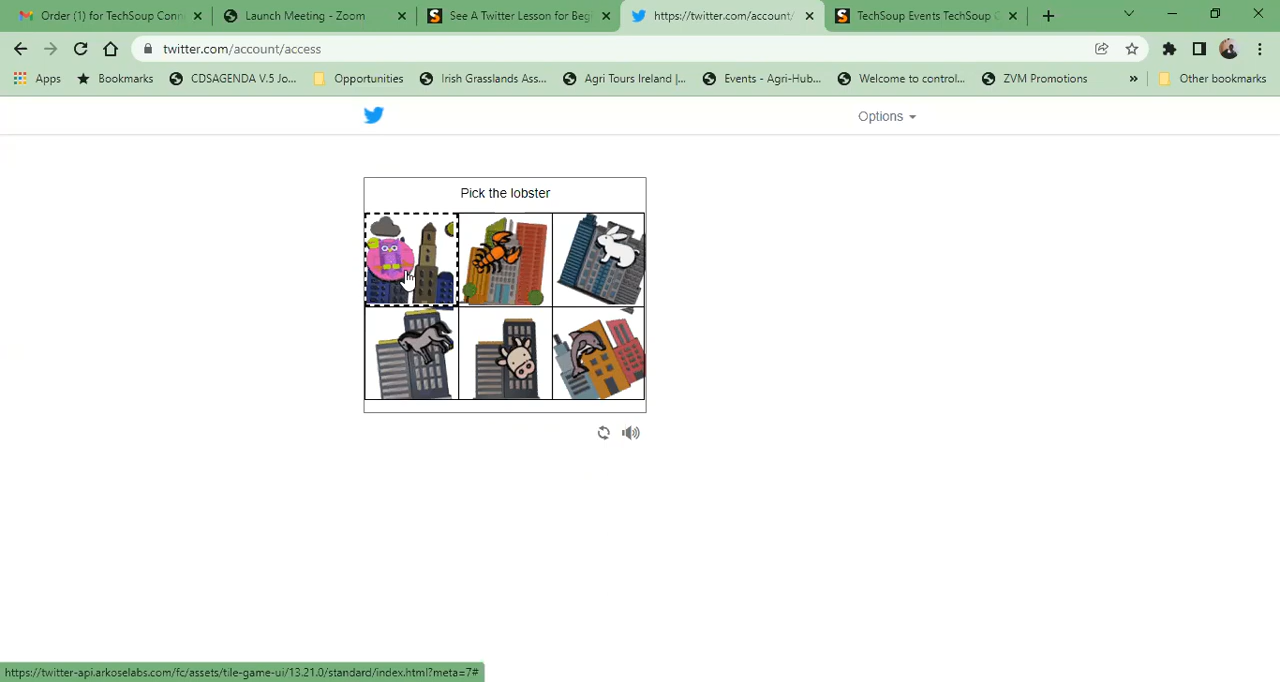 Order (1) for TechSoup Conn
Launch Meeting - Zoom
See A Twitter Lesson for Beg
https://twitter.com/account/
TechSoup Events TechSoup
twitter.com/account/access
Apps
Bookmarks
CDSAGENDA V.5 Jo...
Opportunities
Irish Grasslands Ass...
Agri Tours Ireland |...
Events - Agri-Hub...
Welcome to control...
ZVM Promotions
»
Other bookmarks
Options
Pick the lobster
https://twitter-api.arkoselabs.com/fc/assets/tile-game-ui/13.21.0/standard/index.html?meta=7#